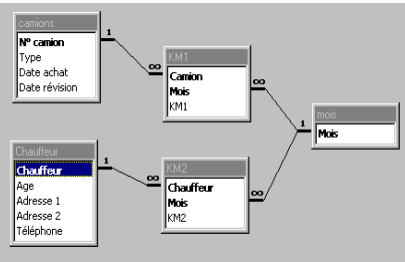 camions
N° camion
Type
Date achat
Date révision
1
∞
KM1
Camion
Mois
KM1
∞
1
mois
Mois
Chauffeur
Chauffeur
Age
Adresse 1
Adresse 2
Téléphone
1
∞
KM2
Chauffeur
Mois
KM2
∞